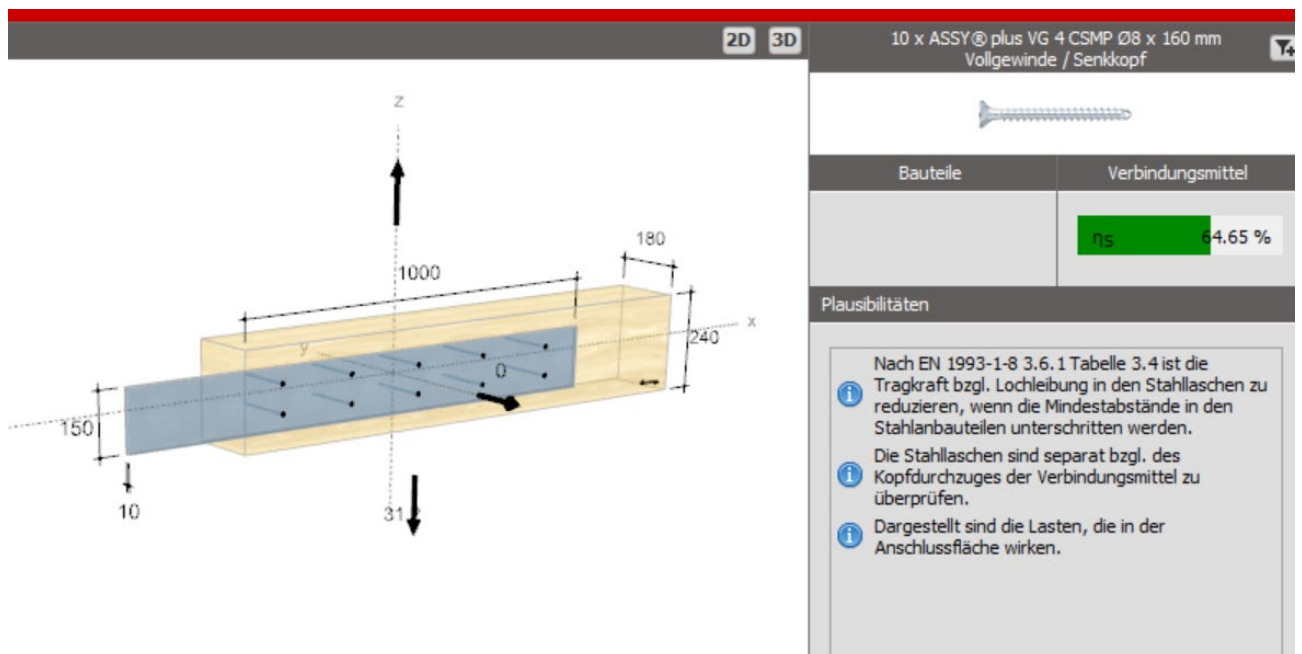 2D 3D
10 x ASSY® plus VG 4 CSMP Ø8 x 160 mm
Vollgewinde / Senkkopf
Bauteile
Verbindungsmittel
ηs 64.65 %
Plausibilitäten
Nach EN 1993-1-8 3.6.1 Tabelle 3.4 ist die
Tragkraft bzgl. Lochleibung in den Stahllaschen zu
reduzieren, wenn die Mindestabstände in den
Stahlanbauteilen unterschritten werden.
Die Stahllaschen sind separat bzgl. des
Kopfdurchzuges der Verbindungsmittel zu
überprüfen.
Dargestellt sind die Lasten, die in der
Anschlussfläche wirken.
z
180
1000
x
240
y
0
150
10
31